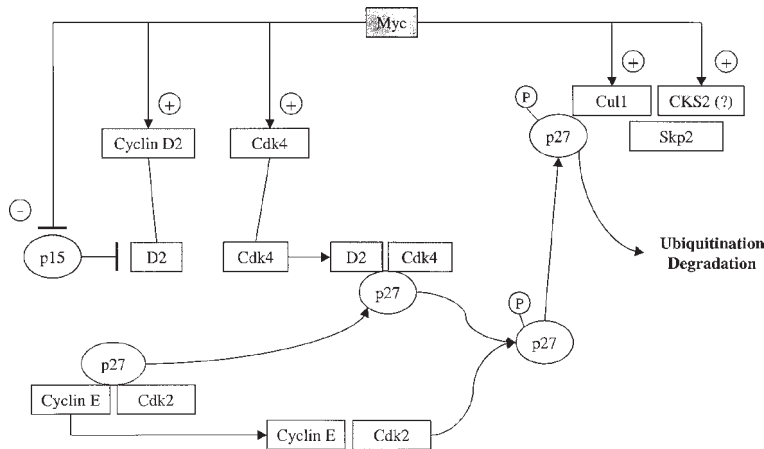 Myc
+
+
+
+
P
Cul1
CKS2 (?)
Cyclin D2
Cdk4
p27
Skp2
−
p15
D2
Cdk4
D2
Cdk4
Ubiquitination
Degradation
p27
P
p27
p27
Cyclin E
Cdk2
Cyclin E
Cdk2